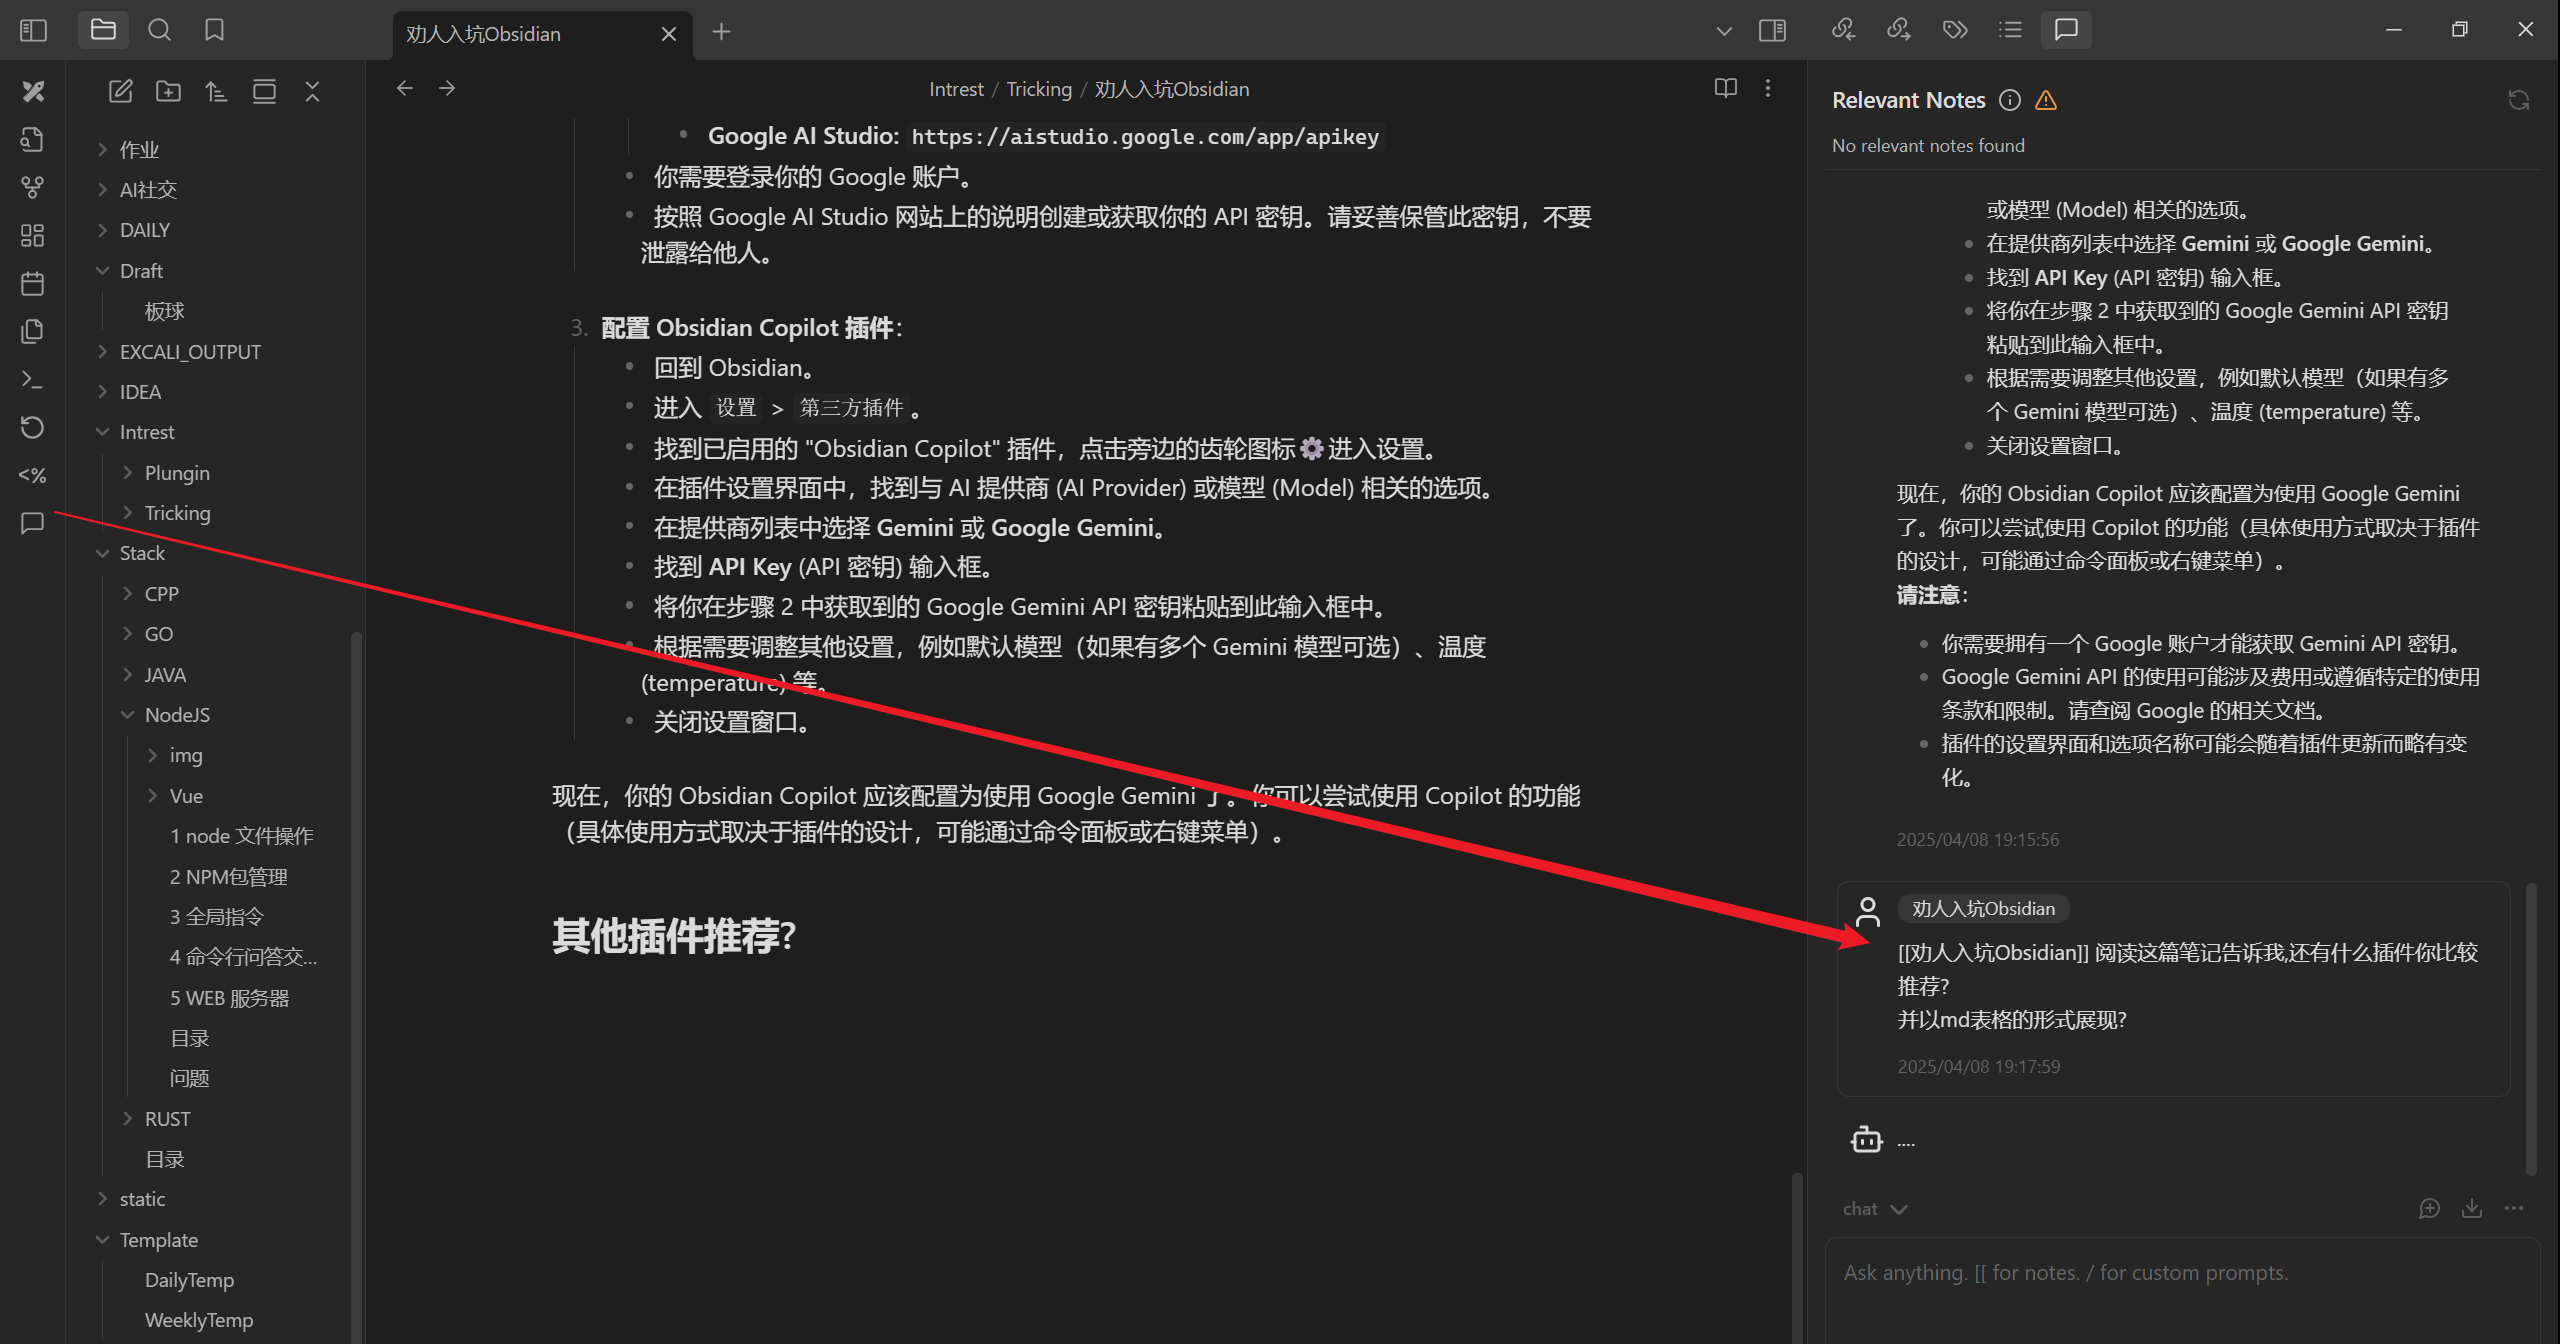 劝人入坑Obsidian
作业
AI社交
DAILY
Draft
板球
EXCALI_OUTPUT
IDEA
Intrest
Plungin
Tricking
Stack
CPP
GO
JAVA
NodeJS
img
Vue
1 node 文件操作
2 NPM包管理
3 全局指令
4 命令行问答交...
5 WEB 服务器
目录
问题
RUST
目录
static
Template
DailyTemp
WeeklyTemp
<%
Intrest / Tricking / 劝人入坑Obsidian
Google AI Studio: https://aistudio.google.com/app/apikey
你需要登录你的 Google 账户。
按照 Google AI Studio 网站上的说明创建或获取你的 API 密钥。请妥善保管此密钥，不要
泄露给他人。
3. 配置 Obsidian Copilot 插件：
回到 Obsidian。
进入 设置 > 第三方插件 。
找到已启用的 "Obsidian Copilot" 插件，点击旁边的齿轮图标⚙️进入设置。
在插件设置界面中，找到与 AI 提供商 (AI Provider) 或模型 (Model) 相关的选项。
在提供商列表中选择 Gemini 或 Google Gemini。
找到 API Key (API 密钥) 输入框。
将你在步骤 2 中获取到的 Google Gemini API 密钥粘贴到此输入框中。
根据需要调整其他设置，例如默认模型（如果有多个 Gemini 模型可选）、温度
(temperature) 等。
关闭设置窗口。
现在，你的 Obsidian Copilot 应该配置为使用 Google Gemini 了。你可以尝试使用 Copilot 的功能
（具体使用方式取决于插件的设计，可能通过命令面板或右键菜单）。
其他插件推荐?
Relevant Notes
No relevant notes found
或模型 (Model) 相关的选项。
在提供商列表中选择 Gemini 或 Google Gemini。
找到 API Key (API 密钥) 输入框。
将你在步骤 2 中获取到的 Google Gemini API 密钥
粘贴到此输入框中。
根据需要调整其他设置，例如默认模型（如果有多
个 Gemini 模型可选）、温度 (temperature) 等。
关闭设置窗口。
现在，你的 Obsidian Copilot 应该配置为使用 Google Gemini
了。你可以尝试使用 Copilot 的功能（具体使用方式取决于插件
的设计，可能通过命令面板或右键菜单）。
请注意：
你需要拥有一个 Google 账户才能获取 Gemini API 密钥。
Google Gemini API 的使用可能涉及费用或遵循特定的使用
条款和限制。请查阅 Google 的相关文档。
插件的设置界面和选项名称可能会随着插件更新而略有变
化。
2025/04/08 19:15:56
劝人入坑Obsidian
[[劝人入坑Obsidian]] 阅读这篇笔记告诉我,还有什么插件你比较
推荐?
并以md表格的形式展现?
2025/04/08 19:17:59
....
chat
Ask anything. [[ for notes. / for custom prompts.